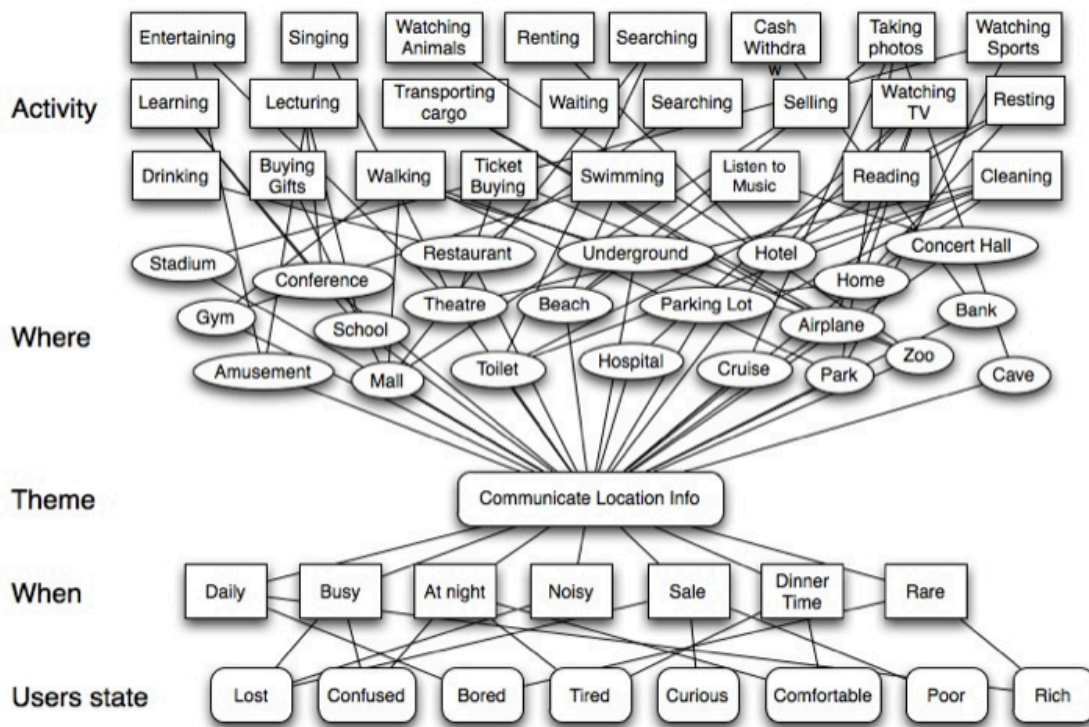 Entertaining
Singing
Watching
Animals
Renting
Searching
Cash
Withdra
w
Taking
photos
Watching
Sports
Activity
Learning
Lecturing
Transporting
cargo
Waiting
Searching
Selling
Watching
TV
Resting
Drinking
Buying
Gifts
Walking
Ticket
Buying
Swimming
Listen to
Music
Reading
Cleaning
Stadium
Conference
Restaurant
Underground
Hotel
Concert Hall
Home
Where
Gym
School
Theatre
Beach
Parking Lot
Airplane
Bank
Amusement
Mall
Toilet
Hospital
Cruise
Park
Zoo
Cave
Theme
Communicate Location Info
When
Daily
Busy
At night
Noisy
Sale
Dinner
Time
Rare
Users state
Lost
Confused
Bored
Tired
Curious
Comfortable
Poor
Rich